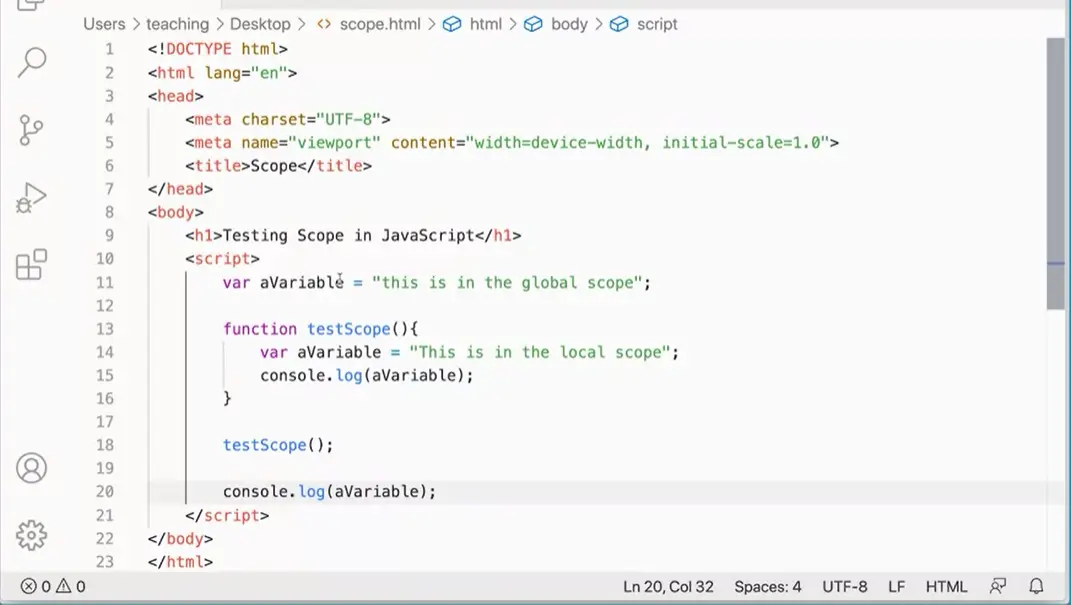 Users > teaching > Desktop > <> scope.html > html > body > script
1 <!DOCTYPE html>
2 <html lang="en">
3 <head>
4 <meta charset="UTF-8">
5 <meta name="viewport" content="width=device-width, initial-scale=1.0">
6 <title>Scope</title>
7 </head>
8 <body>
9 <h1>Testing Scope in JavaScript</h1>
10 <script>
11 var aVariable = "this is in the global scope";
12
13 function testScope(){
14 var aVariable = "This is in the local scope";
15 console.log(aVariable);
16 }
17
18 testScope();
19
20 console.log(aVariable);
21 </script>
22 </body>
23 </html>
0 0 Ln 20, Col 32 Spaces: 4 UTF-8 LF HTML